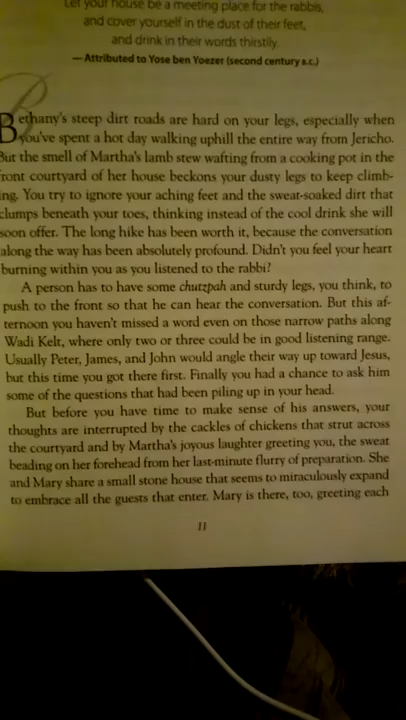 Let your house be a meeting place for the rabbis,
and cover yourself in the dust of their feet,
and drink in their words thirstily.
— Attributed to Yose ben Yoezer (second century B.C.)
Bethany's steep dirt roads are hard on your legs, especially when
you've spent a hot day walking uphill the entire way from Jericho.
But the smell of Martha's lamb stew wafting from a cooking pot in the
front courtyard of her house beckons your dusty legs to keep climb-
ing. You try to ignore your aching feet and the swear-soaked dirt that
clumps beneath your toes, thinking instead of the cool drink she will
soon offer. The long hike has been worth it, because the conversation
along the way has been absolutely profound. Didn't you feel your heart
burning within you as you listened to the rabbi?
A person has to have some chutzpah and sturdy legs, you think, to
push to the front so that he can hear the conversation. But this af-
ternoon you haven't missed a word even on those narrow paths along
Wadi Kelt, where only two or three could be in good listening range.
Usually Peter, James, and John would angle their way up toward Jesus,
but this time you got there first. Finally you had a chance to ask him
some of the questions that had been piling up in your head.
But before you have time to make sense of his answers, your
thoughts are interrupted by the cackles of chickens that strut across
the courtyard and by Martha's joyous laughter greeting you, the sweat
beading on her forehead from her last-minute flurry of preparation. She
and Mary share a small stone house that seems to miraculously expand
to embrace all the guests that enter. Mary is there, too, greeting each
11